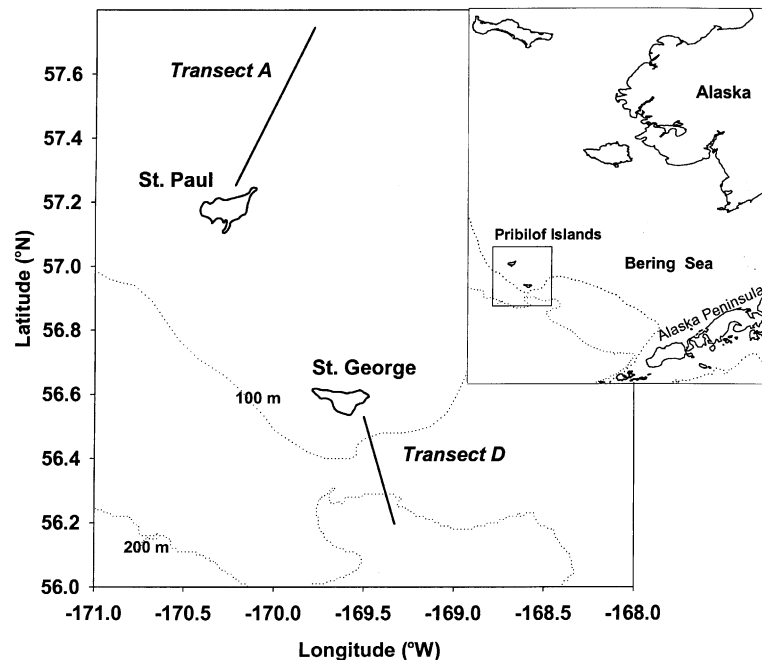 Transect A
St. Paul
St. George
100 m
Transect D
200 m
57.6
57.4
57.2
57.0
56.8
56.6
56.4
56.2
56.0
Latitude (°N)
-171.0
-170.5
-170.0
-169.5
-169.0
-168.5
-168.0
Longitude (°W)
Alaska
Pribilof Islands
Bering Sea
Alaska Peninsula